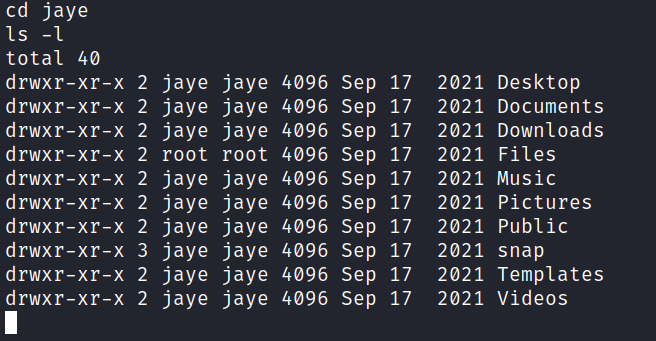 cd jaye
ls -l
total 40
drwxr-xr-x 2 jaye jaye 4096 Sep 17  2021 Desktop
drwxr-xr-x 2 jaye jaye 4096 Sep 17  2021 Documents
drwxr-xr-x 2 jaye jaye 4096 Sep 17  2021 Downloads
drwxr-xr-x 2 root root 4096 Sep 17  2021 Files
drwxr-xr-x 2 jaye jaye 4096 Sep 17  2021 Music
drwxr-xr-x 2 jaye jaye 4096 Sep 17  2021 Pictures
drwxr-xr-x 2 jaye jaye 4096 Sep 17  2021 Public
drwxr-xr-x 3 jaye jaye 4096 Sep 17  2021 snap
drwxr-xr-x 2 jaye jaye 4096 Sep 17  2021 Templates
drwxr-xr-x 2 jaye jaye 4096 Sep 17  2021 Videos